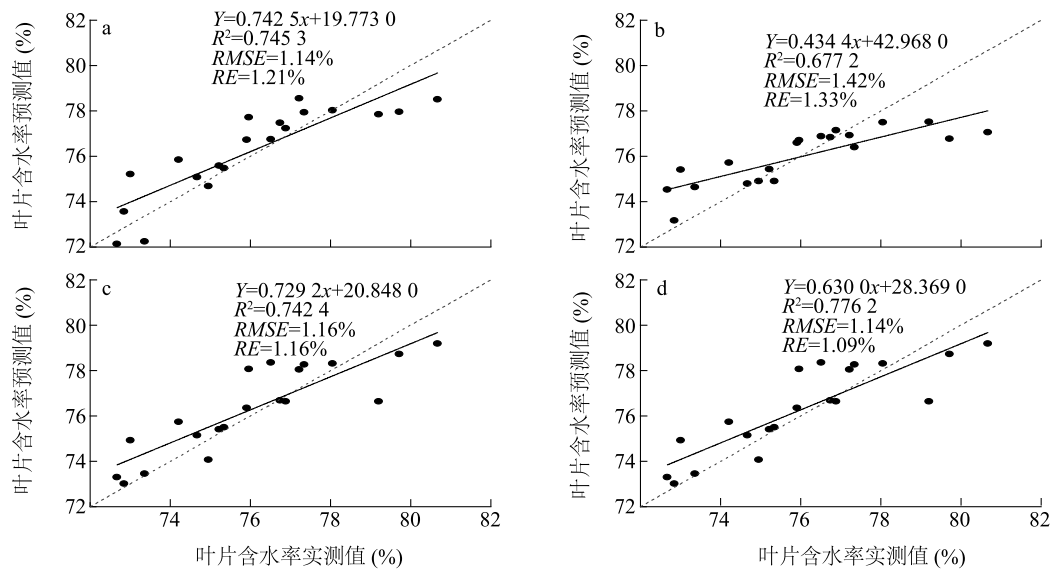 a
Y=0.742 5x+19.773 0
R²=0.745 3
RMSE=1.14%
RE=1.21%
叶片含水率预测值 (%)
82
80
78
76
74
72
74
76
78
80
82
b
Y=0.434 4x+42.968 0
R²=0.677 2
RMSE=1.42%
RE=1.33%
叶片含水率预测值 (%)
82
80
78
76
74
72
c
Y=0.729 2x+20.848 0
R²=0.742 4
RMSE=1.16%
RE=1.16%
叶片含水率预测值 (%)
82
80
78
76
74
72
74
76
78
80
82
叶片含水率实测值 (%)
d
Y=0.630 0x+28.369 0
R²=0.776 2
RMSE=1.14%
RE=1.09%
叶片含水率预测值 (%)
82
80
78
76
74
72
74
76
78
80
82
叶片含水率实测值 (%)